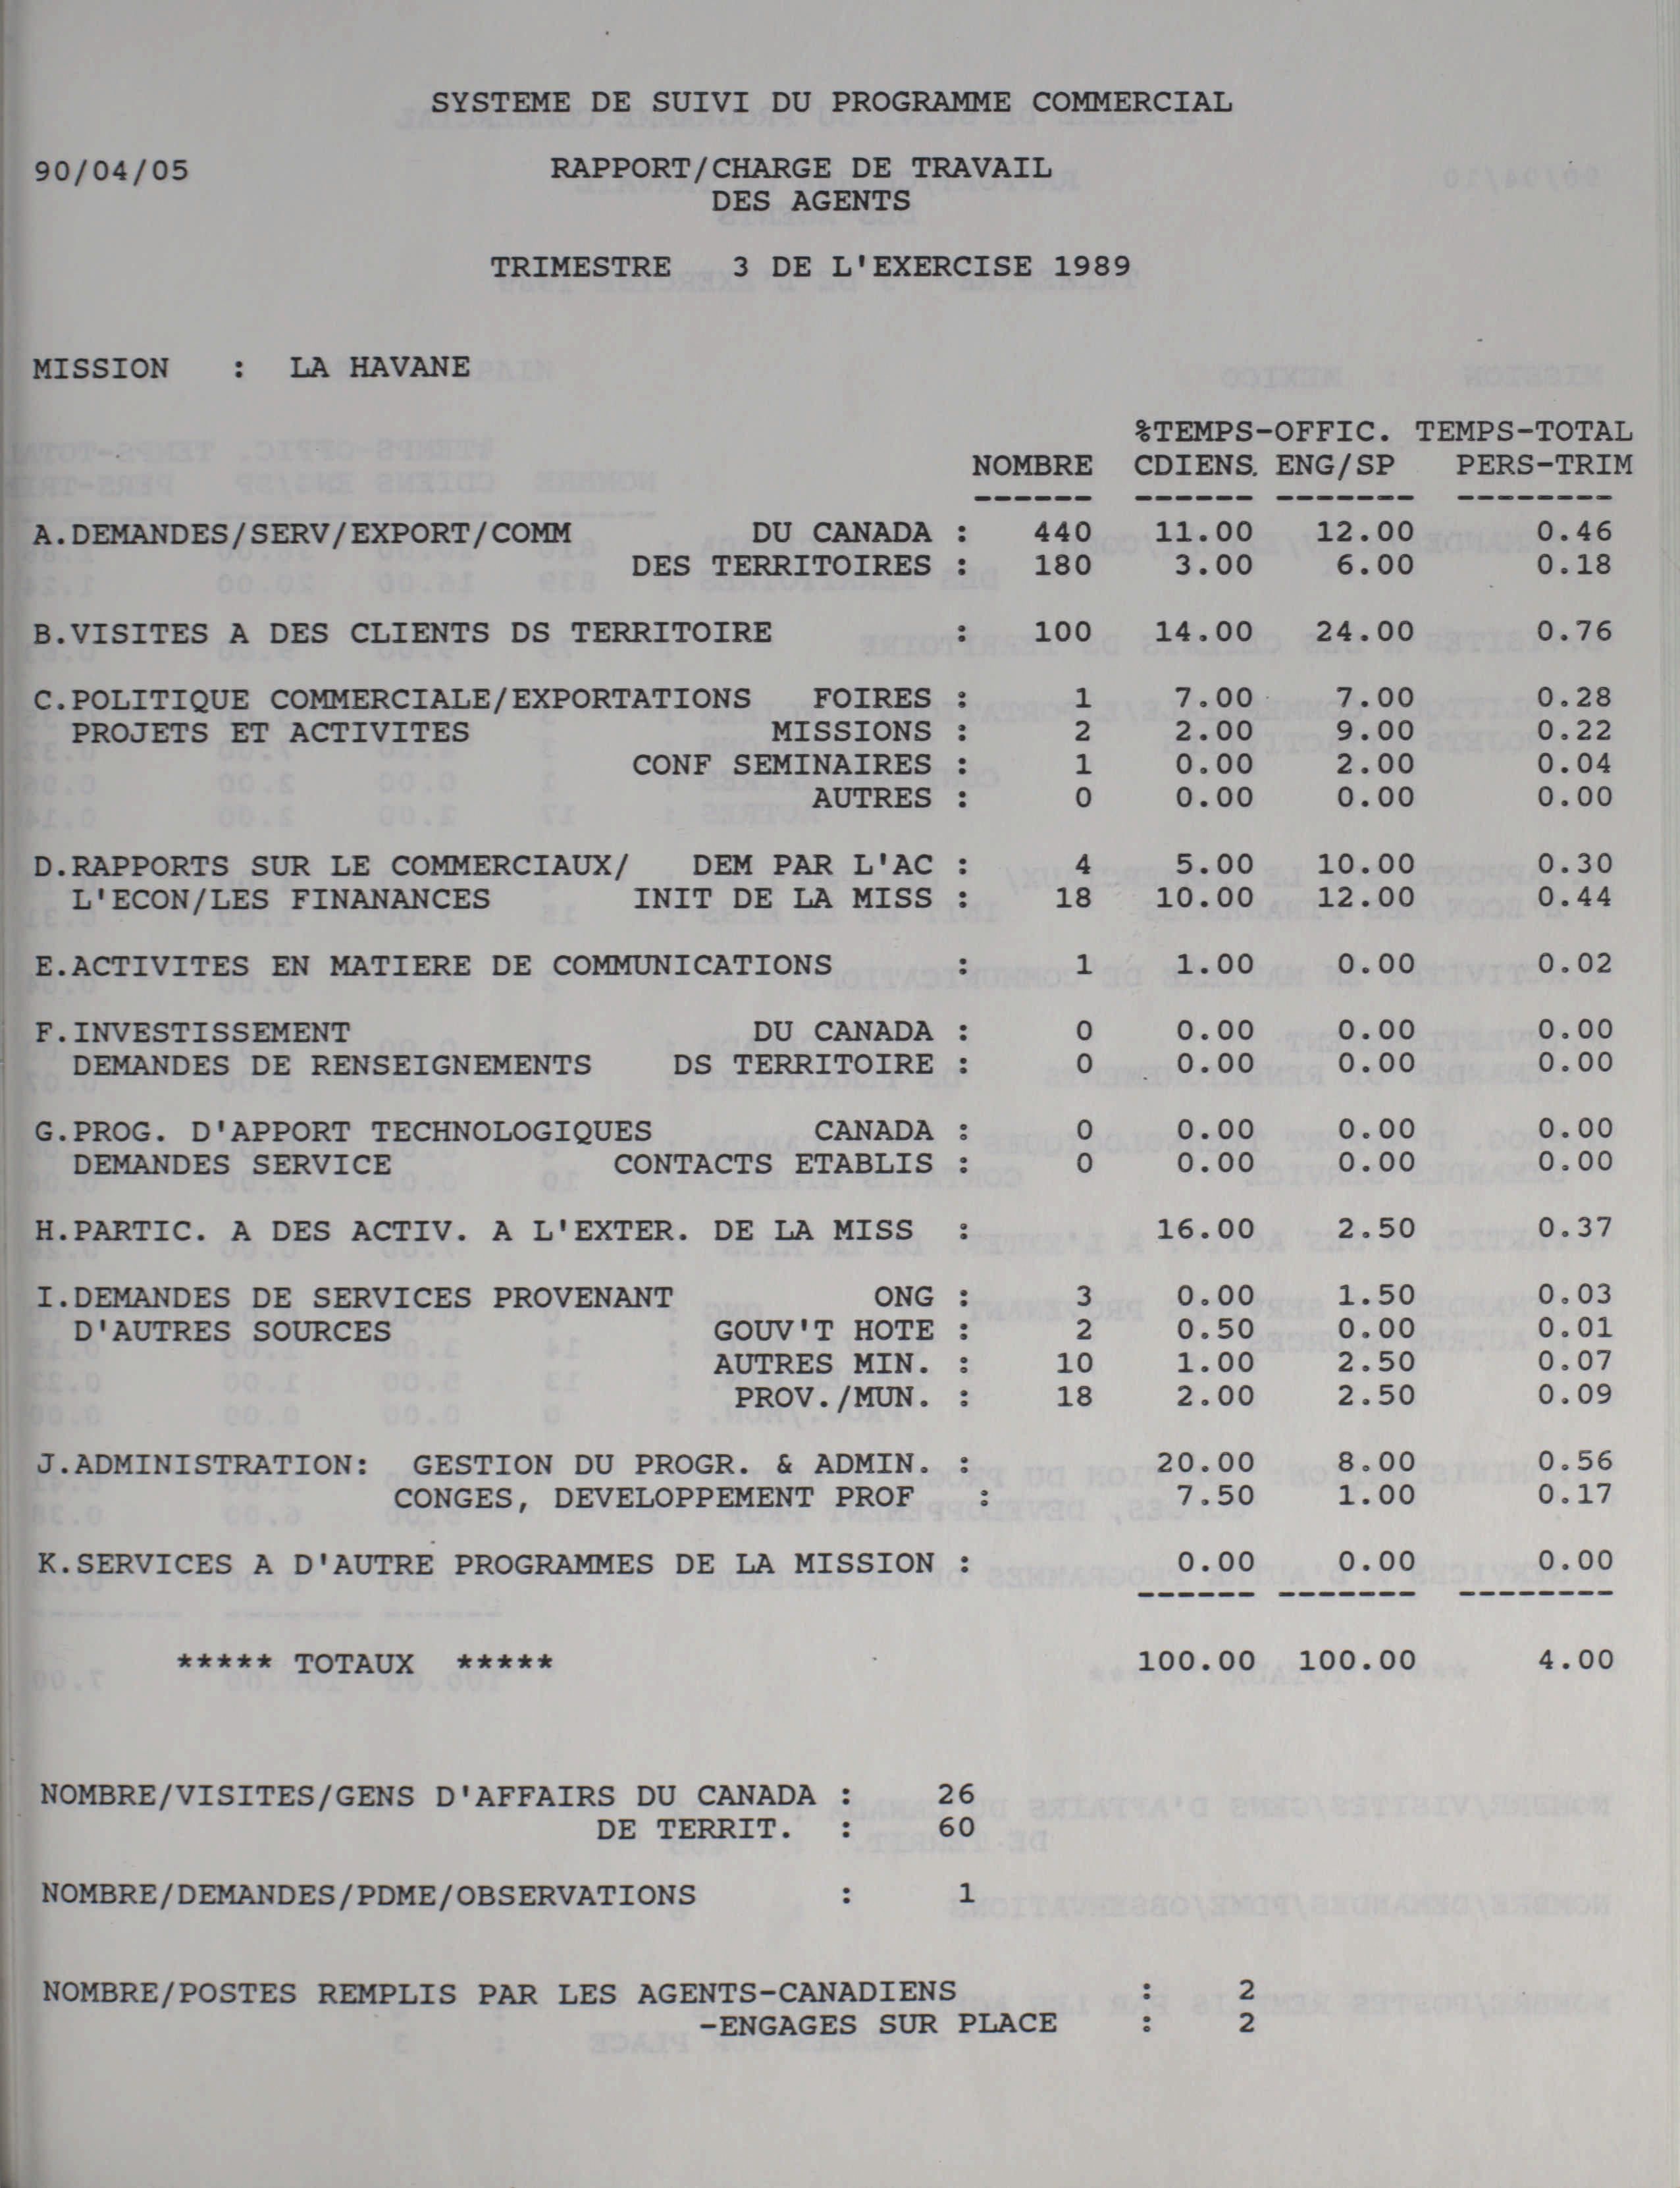 SYSTEME DE SUIVI DU PROGRAMME COMMERCIAL
90/04/05 RAPPORT/CHARGE DE TRAVAIL
DES AGENTS
TRIMESTRE 3 DE L'EXERCISE 1989
MISSION : LA HAVANE
%TEMPS-OFFIC. TEMPS-TOTAL
NOMBRE CDIENS. ENG/SP PERS-TRIM
------ ------ ------- --------
A.DEMANDES/SERV/EXPORT/COMM DU CANADA : 440 11.00 12.00 0.46
DES TERRITOIRES : 180 3.00 6.00 0.18
B.VISITES A DES CLIENTS DS TERRITOIRE : 100 14.00 24.00 0.76
C.POLITIQUE COMMERCIALE/EXPORTATIONS FOIRES : 1 7.00 7.00 0.28
PROJETS ET ACTIVITES MISSIONS : 2 2.00 9.00 0.22
CONF SEMINAIRES : 1 0.00 2.00 0.04
AUTRES : 0 0.00 0.00 0.00
D.RAPPORTS SUR LE COMMERCIAUX/ DEM PAR L'AC : 4 5.00 10.00 0.30
L'ECON/LES FINANANCES INIT DE LA MISS : 18 10.00 12.00 0.44
E.ACTIVITES EN MATIERE DE COMMUNICATIONS : 1 1.00 0.00 0.02
F.INVESTISSEMENT DU CANADA : 0 0.00 0.00 0.00
DEMANDES DE RENSEIGNEMENTS DS TERRITOIRE : 0 0.00 0.00 0.00
G.PROG. D'APPORT TECHNOLOGIQUES CANADA : 0 0.00 0.00 0.00
DEMANDES SERVICE CONTACTS ETABLIS : 0 0.00 0.00 0.00
H.PARTIC. A DES ACTIV. A L'EXTER. DE LA MISS : 16.00 2.50 0.37
I.DEMANDES DE SERVICES PROVENANT ONG : 3 0.00 1.50 0.03
D'AUTRES SOURCES GOUV'T HOTE : 2 0.50 0.00 0.01
AUTRES MIN. : 10 1.00 2.50 0.07
PROV./MUN. : 18 2.00 2.50 0.09
J.ADMINISTRATION: GESTION DU PROGR. & ADMIN. : 20.00 8.00 0.56
CONGES, DEVELOPPEMENT PROF : 7.50 1.00 0.17
K.SERVICES A D'AUTRE PROGRAMMES DE LA MISSION : 0.00 0.00 0.00
------ ------- --------
***** TOTAUX ***** 100.00 100.00 4.00
NOMBRE/VISITES/GENS D'AFFAIRS DU CANADA : 26
DE TERRIT. : 60
NOMBRE/DEMANDES/PDME/OBSERVATIONS : 1
NOMBRE/POSTES REMPLIS PAR LES AGENTS-CANADIENS : 2
-ENGAGES SUR PLACE : 2